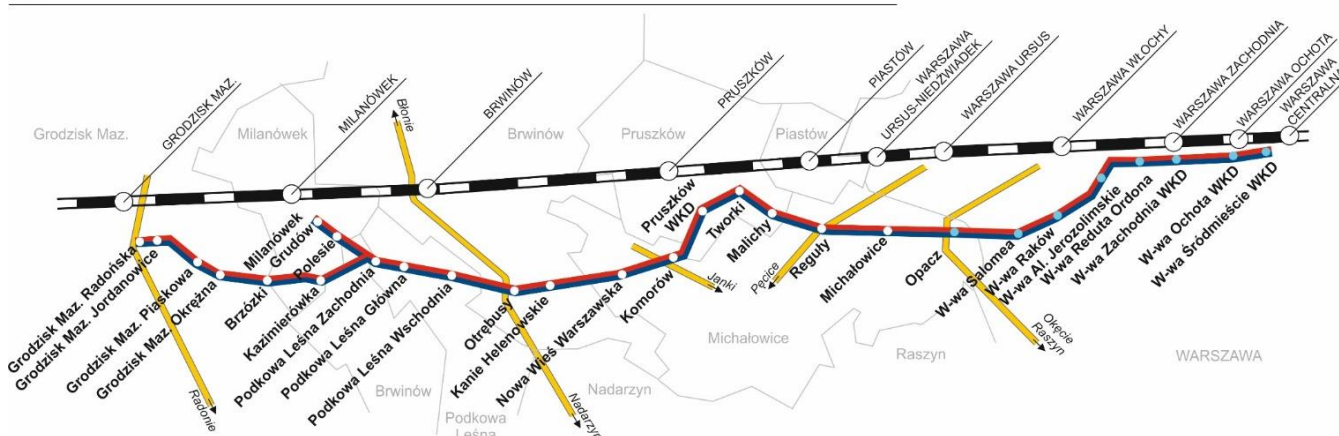 GRODZISK MAZ.
MILANÓWEK
BRWINÓW
PRUSZKÓW
PIASTÓW
WARSZAWA
URSUS-NIEDŹWIADEK
WARSZAWA URSUS
WARSZAWA WŁOCHY
WARSZAWA ZACHODNIA
WARSZAWA OCHOTA
WARSZAWA
CENTRALNA
Grodzisk Maz.
Milanówek
Błonie
Brwinów
Pruszków
Piastów
Grodzisk Maz. Radońska
Grodzisk Maz. Jordanowice
Grodzisk Maz. Piaskowa
Grodzisk Maz. Okrężna
Brzózki
Milanówek
Grudów
Polesie
Kazimierówka
Podkowa Leśna Zachodnia
Podkowa Leśna Główna
Podkowa Leśna Wschodnia
Otrębusy
Kanie Helenowskie
Nowa Wieś Warszawska
Komorów
Pruszków
WKD
Tworki
Malichy
Reguły
Michałowice
Opacz
W-wa Salomea
W-wa Raków
W-wa Al. Jerozolimskie
W-wa Reduta Ordona
W-wa Zachodnia WKD
W-wa Ochota WKD
W-wa Śródmieście WKD
Janki
Pęcice
Okęcie
Raszyn
Radonie
Nadarzyn
Brwinów
Podkowa
Leśna
Nadarzyn
Michałowice
Raszyn
WARSZAWA